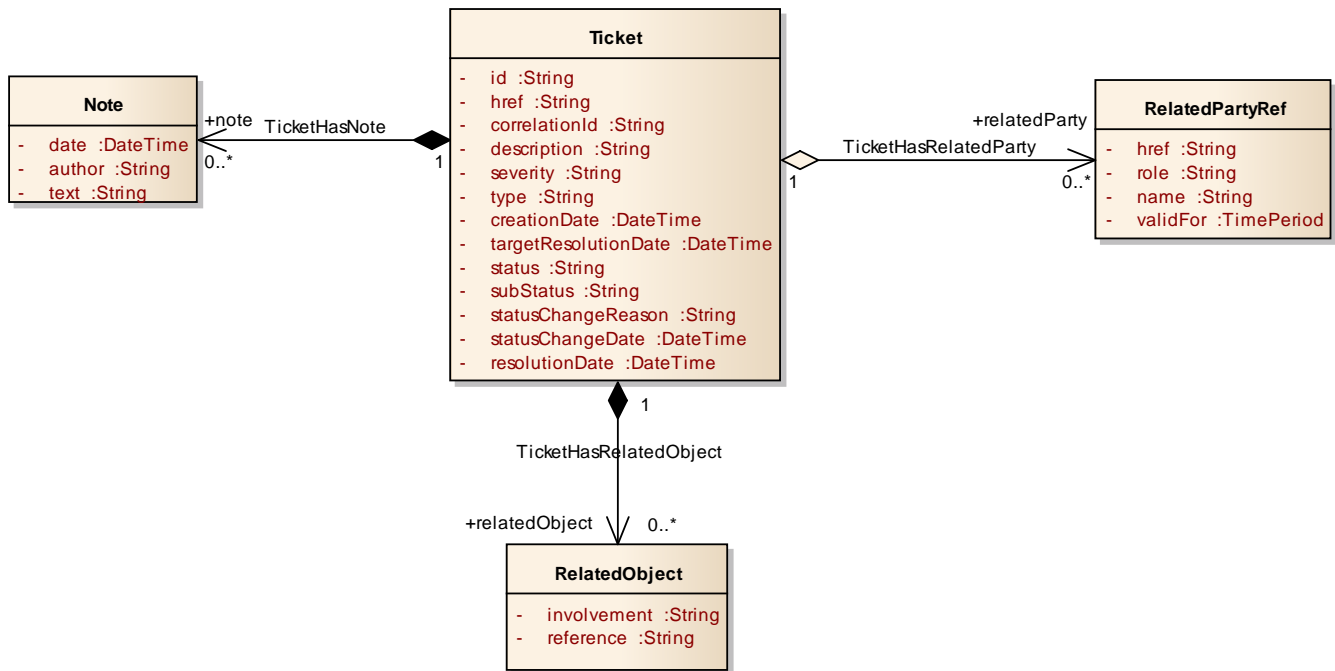 Ticket
- id :String
- href :String
- correlationId :String
- description :String
- severity :String
- type :String
- creationDate :DateTime
- targetResolutionDate :DateTime
- status :String
- subStatus :String
- statusChangeReason :String
- statusChangeDate :DateTime
- resolutionDate :DateTime
Note
- date :DateTime
- author :String
- text :String
+note
TicketHasNote
0..*
1
+relatedParty
TicketHasRelatedParty
1
0..*
RelatedPartyRef
- href :String
- role :String
- name :String
- validFor :TimePeriod
1
TicketHasRelatedObject
+relatedObject
0..*
RelatedObject
- involvement :String
- reference :String